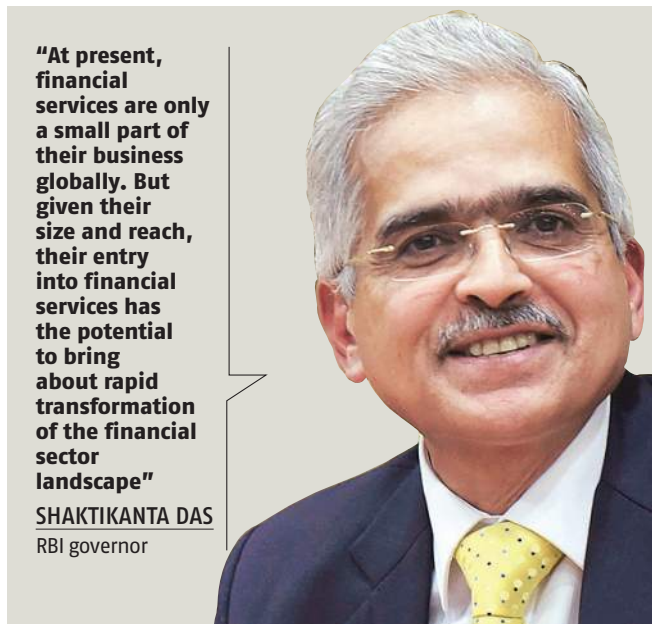 “At present,
financial
services are only
a small part of
their business
globally. But
given their
size and reach,
their entry
into financial
services has
the potential
to bring
about rapid
transformation
of the financial
sector
landscape”
SHAKTIKANTA DAS
RBI governor